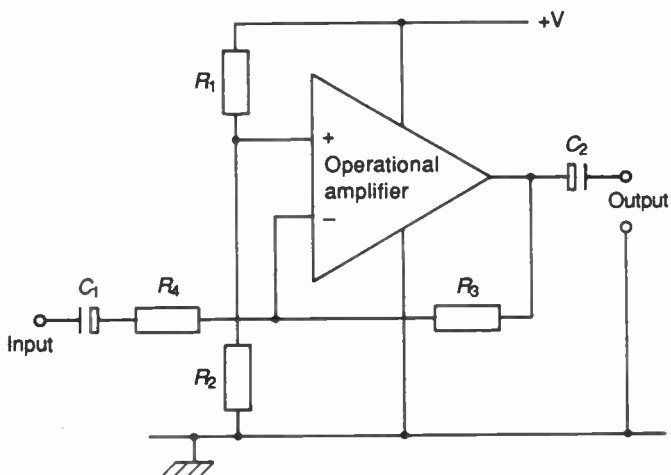 +V
R1
+
Operational
amplifier
−
C2
Output
C1
R4
R3
Input
R2